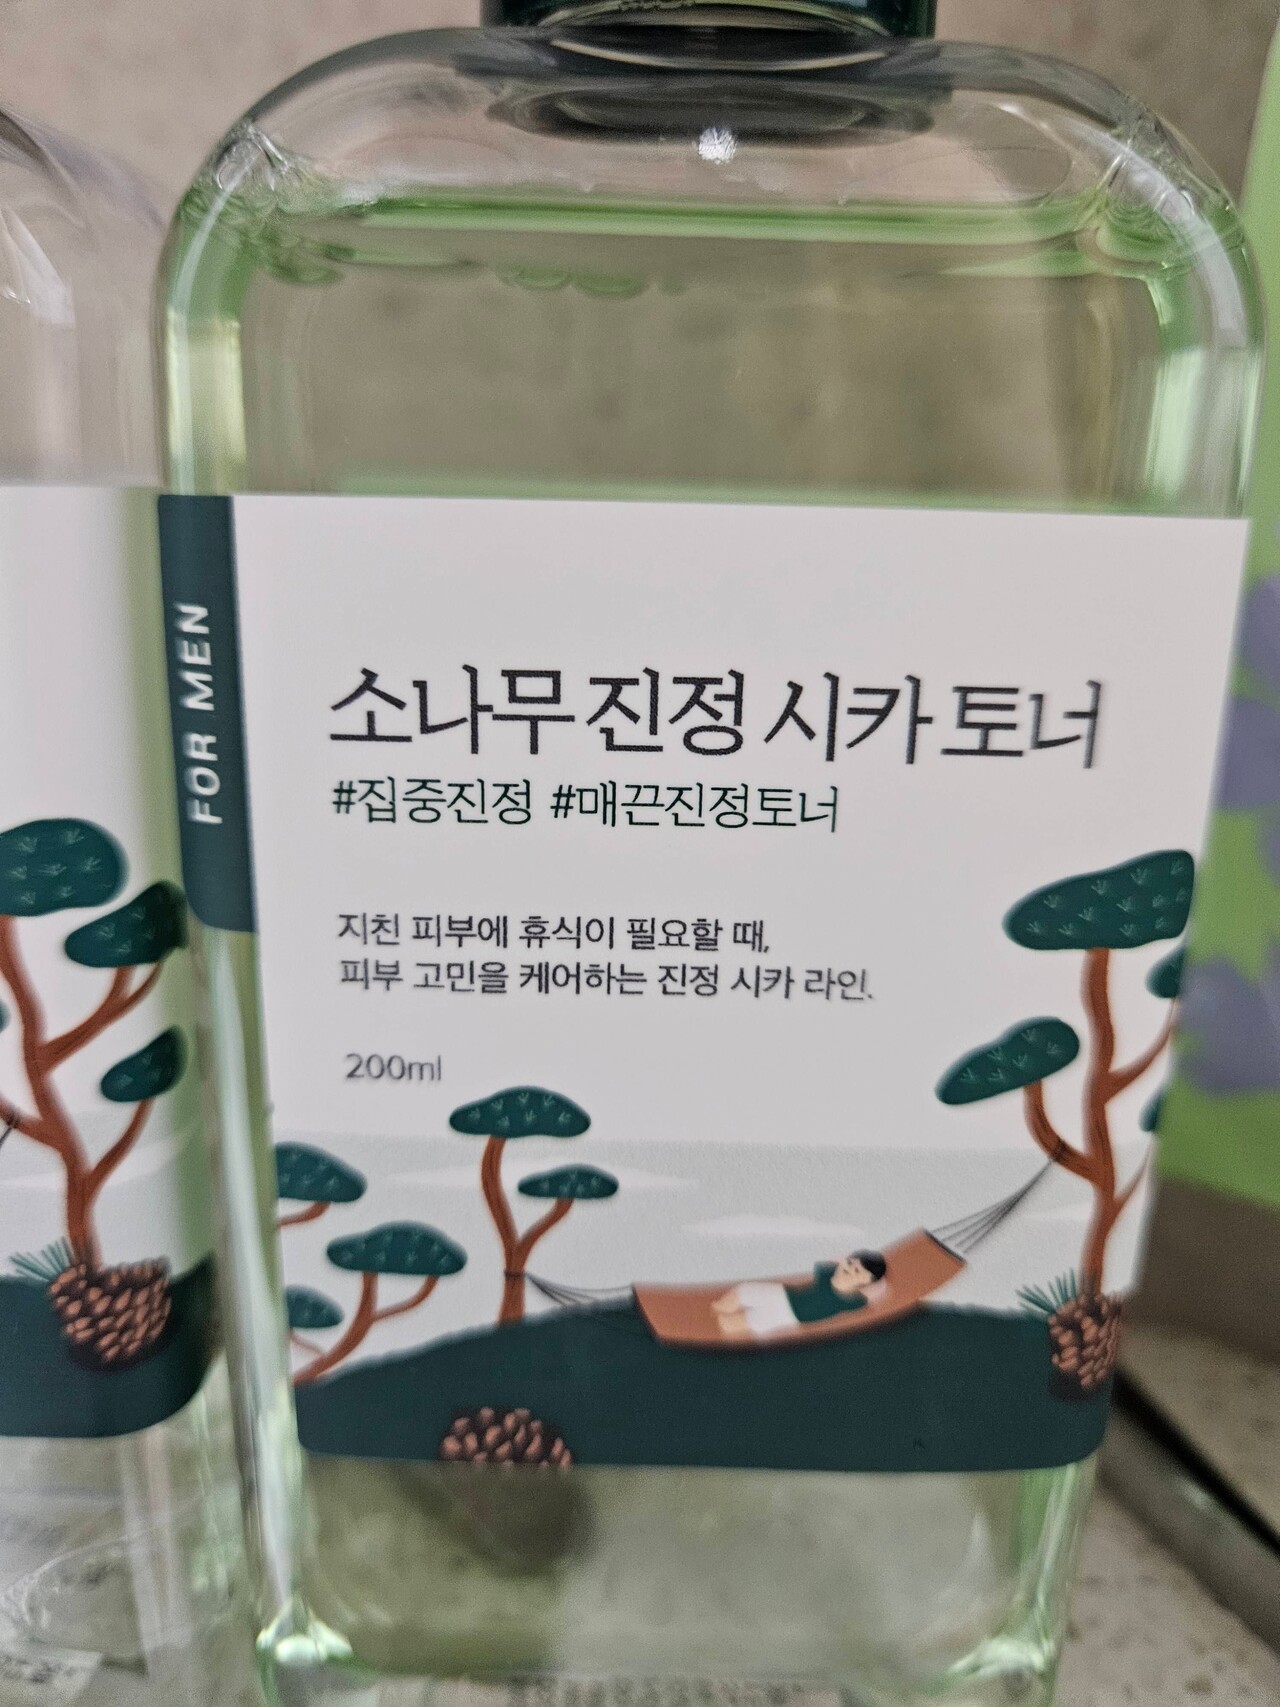 FOR MEN
소나무 진정 시카 토너
#집중진정 #매끈진정토너
지친 피부에 휴식이 필요할 때,
피부 고민을 케어하는 진정 시카 라인.
200ml